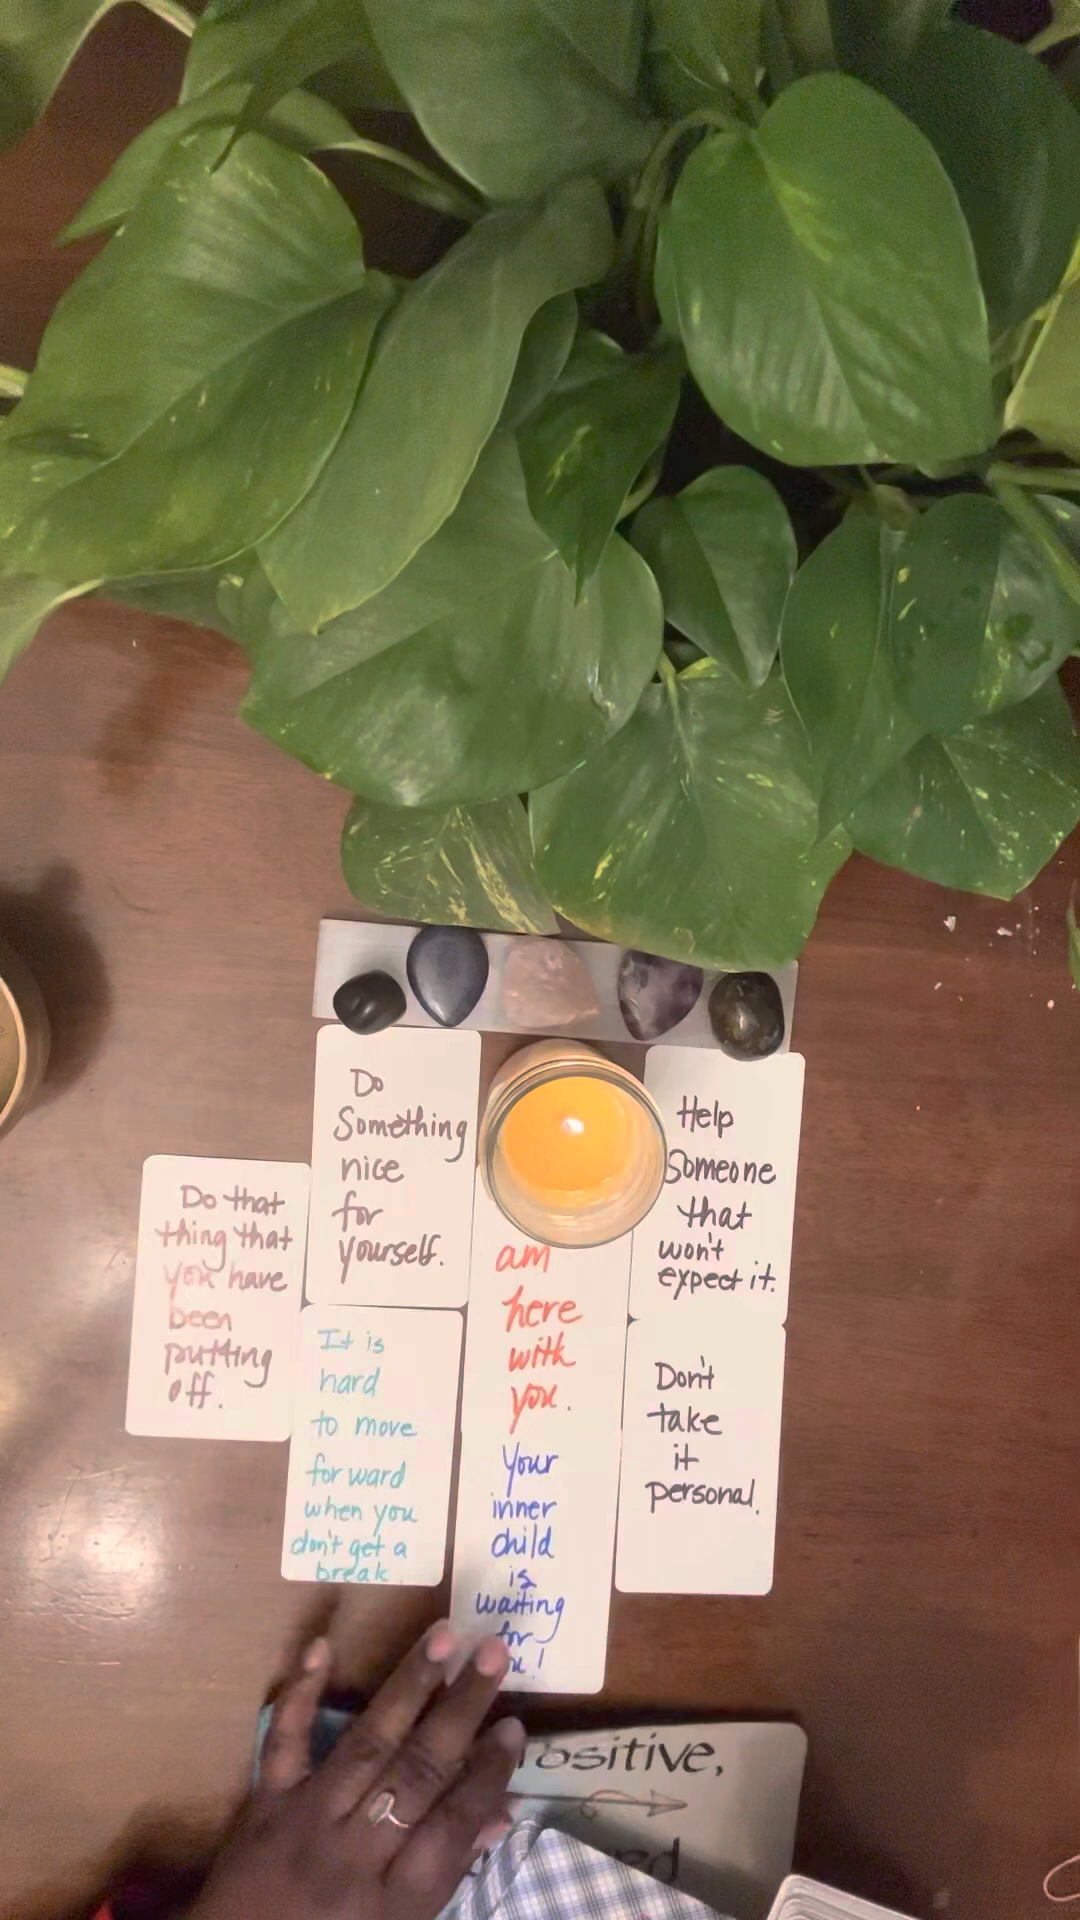 Do
Something
nice
for
yourself.
Help
Someone
that
won't
expect it.
Do that
thing that
you have
been
putting
off.
am
here
with
you.
It is
hard
to move
forward
when you
don't get a
break.
Don't
take
it
personal.
Your
inner
child
is
waiting
for
Positive,